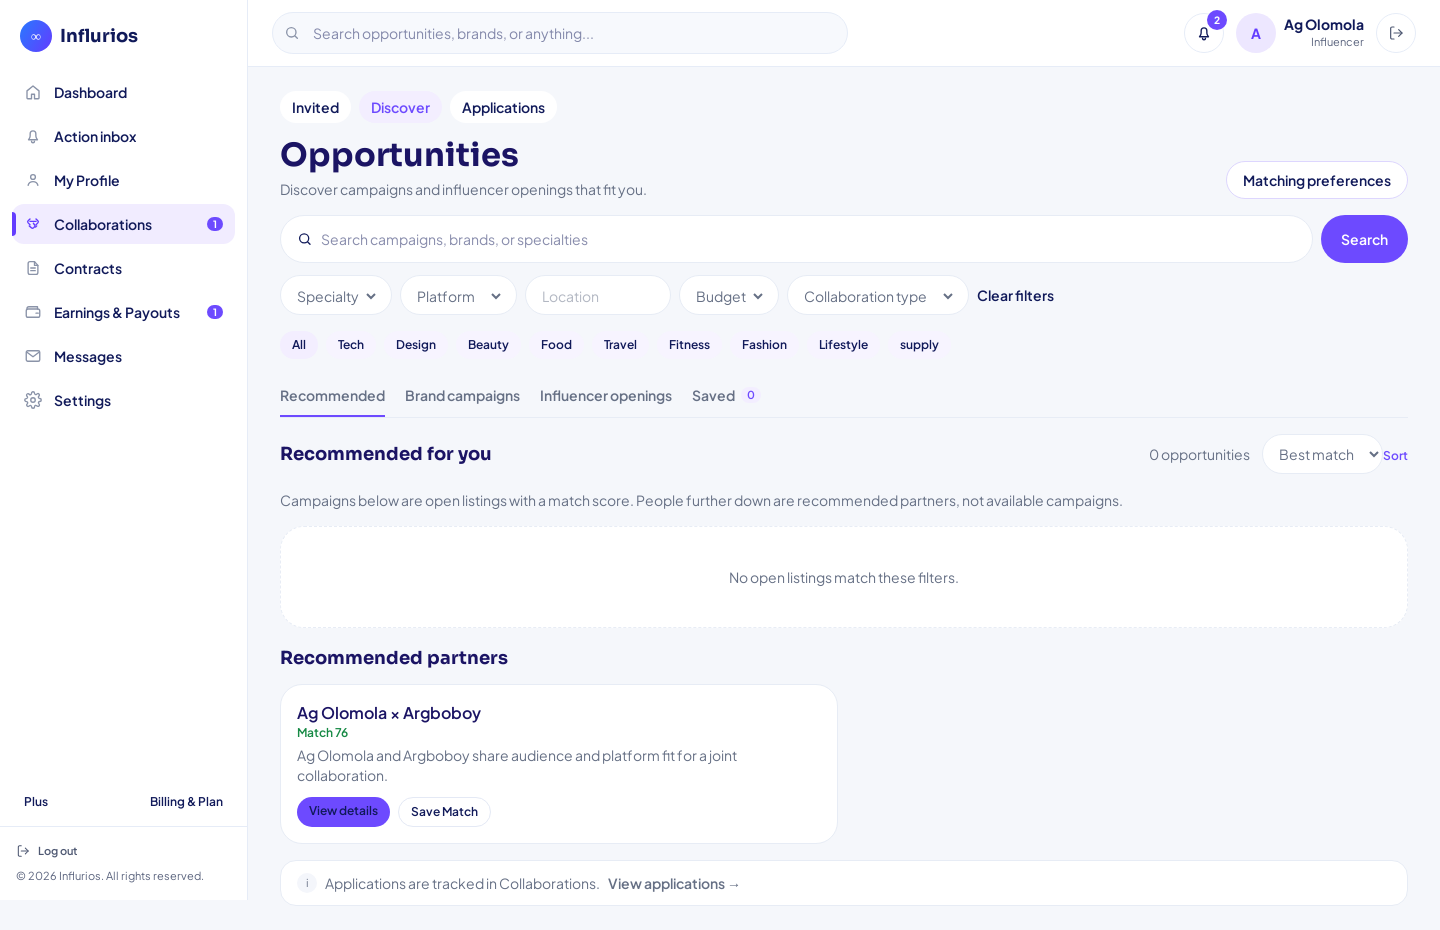 ∞ Influrios
Search opportunities, brands, or anything...
2
A
Ag Olomola
Influencer
Dashboard
Action inbox
My Profile
Collaborations 1
Contracts
Earnings & Payouts 1
Messages
Settings
Plus Billing & Plan
Log out
© 2026 Influrios. All rights reserved.
Invited Discover Applications
Opportunities
Discover campaigns and influencer openings that fit you.
Matching preferences
Search campaigns, brands, or specialties
Search
Specialty Platform Location Budget Collaboration type Clear filters
All Tech Design Beauty Food Travel Fitness Fashion Lifestyle supply
Recommended Brand campaigns Influencer openings Saved 0
Recommended for you
0 opportunities Best match Sort
Campaigns below are open listings with a match score. People further down are recommended partners, not available campaigns.
No open listings match these filters.
Recommended partners
Ag Olomola × Argboboy
Match 76
Ag Olomola and Argboboy share audience and platform fit for a joint
collaboration.
View details Save Match
i Applications are tracked in Collaborations. View applications →